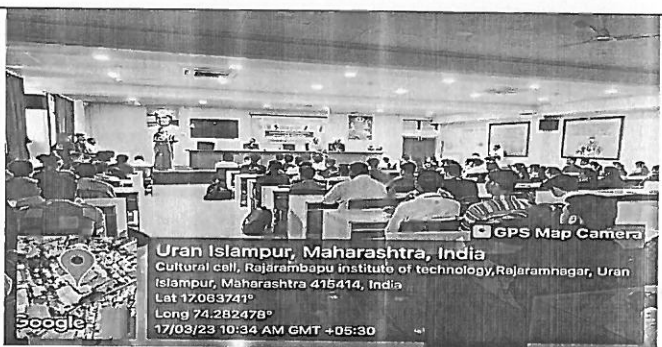 GPS Map Camera
Uran Islampur, Maharashtra, India
Cultural cell, Rajarambapu institute of technology,Rajaramnagar, Uran
Islampur, Maharashtra 415414, India
Lat 17.063741°
Long 74.282478°
17/03/23 10:34 AM GMT +05:30
Google